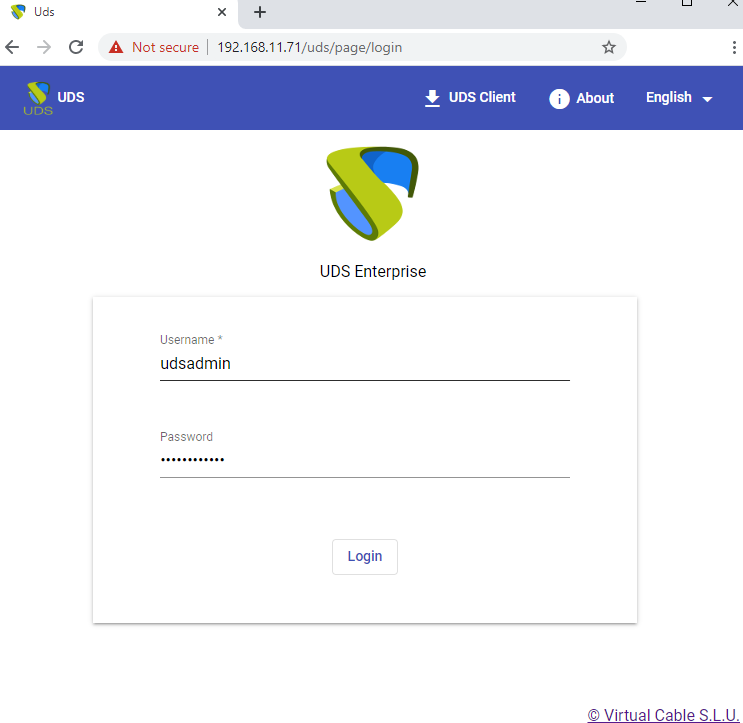 Uds
Not secure 192.168.11.71/uds/page/login
UDS UDS UDS Client About English
UDS Enterprise
Username *
udsadmin
Password
••••••••••••
Login
© Virtual Cable S.L.U.